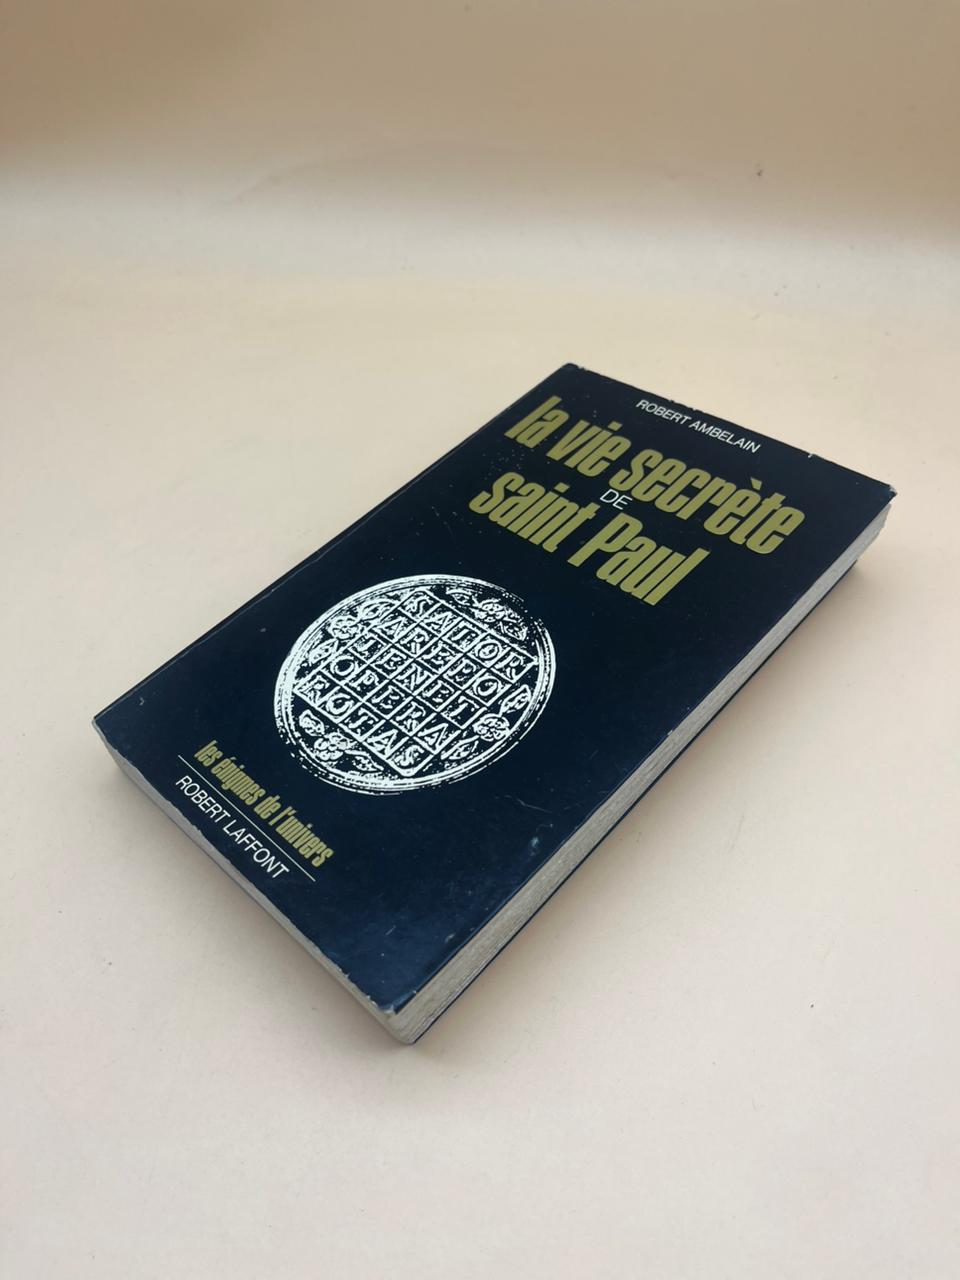 ROBERT AMBELAIN
la vie secrète
DE
saint Paul
SATOR
AREPO
TENET
OPERA
ROTAS
les énigmes de l'univers
ROBERT LAFFONT